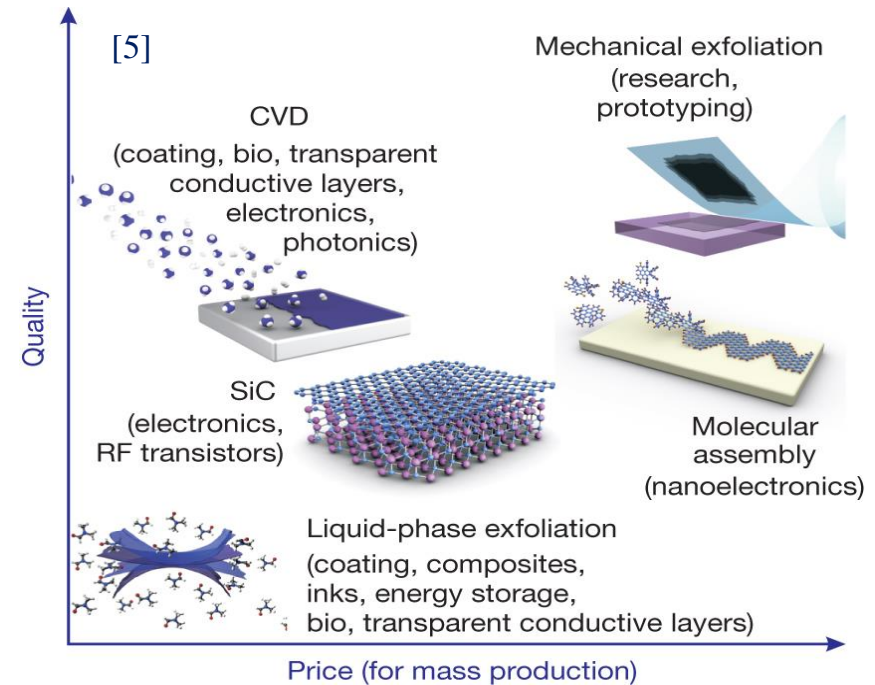 [5]
Mechanical exfoliation
(research,
prototyping)
CVD
(coating, bio, transparent
conductive layers,
electronics,
photonics)
Quality
SiC
(electronics,
RF transistors)
Molecular
assembly
(nanoelectronics)
Liquid-phase exfoliation
(coating, composites,
inks, energy storage,
bio, transparent conductive layers)
Price (for mass production)